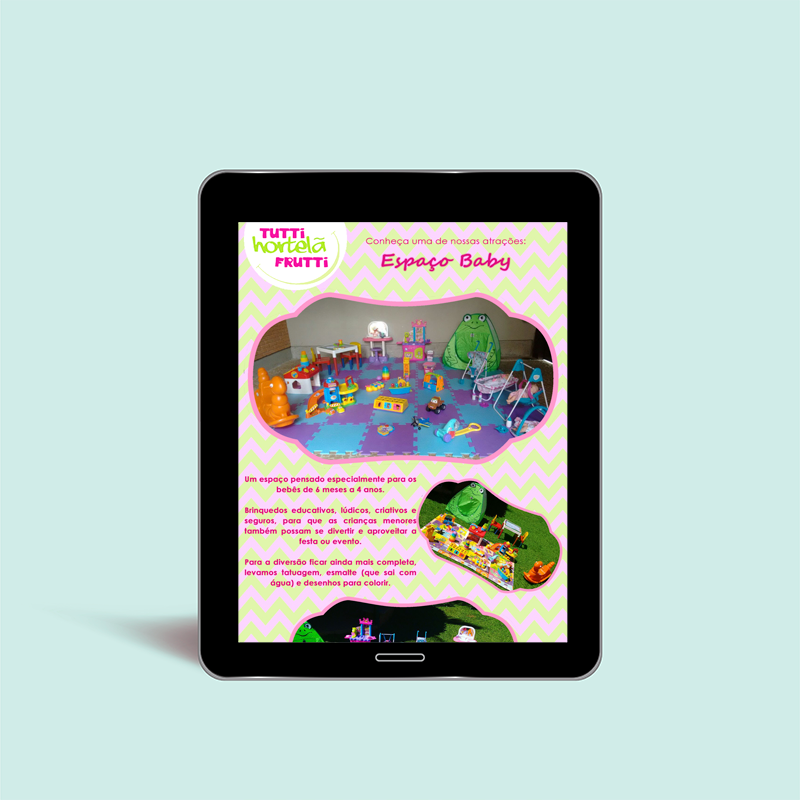 TUTTi
hortelã
FRUTTi
Conheça uma de nossas atrações:
Espaço Baby
Um espaço pensado especialmente para os
bebês de 6 meses a 4 anos.
Brinquedos educativos, lúdicos, criativos e
seguros, para que as crianças menores
também possam se divertir e aproveitar a
festa ou evento.
Para a diversão ficar ainda mais completa,
levamos tatuagem, esmalte (que sai com
água) e desenhos para colorir.